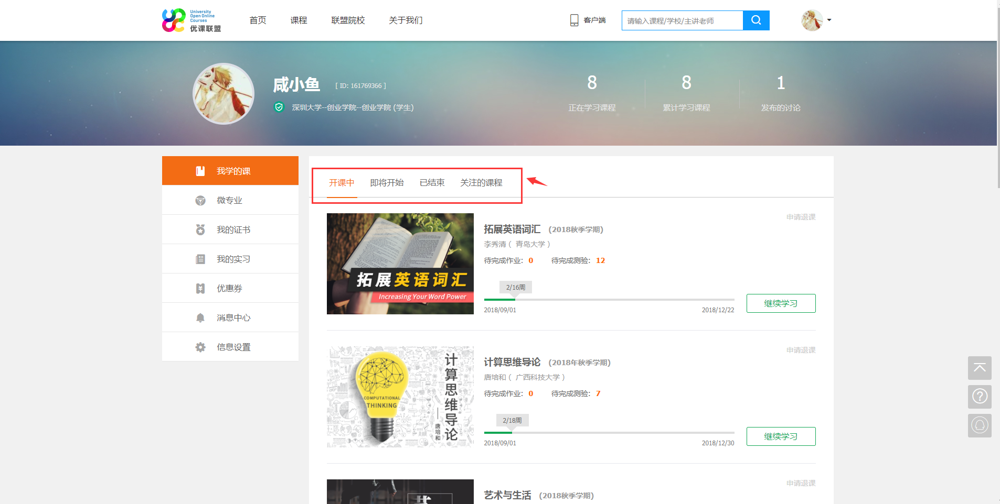 University
Open Online
Courses
优课联盟
首页 课程 联盟院校 关于我们 客户端 请输入课程/学校/主讲老师
咸小鱼 [ ID: 161769366 ]
深圳大学--创业学院--创业学院 (学生)
8 8 1
正在学习课程 累计学习课程 发布的讨论
我学的课
微专业
我的证书
我的实习
优惠券
消息中心
信息设置
开课中 即将开始 已结束 关注的课程
申请退课
拓展英语词汇
Increasing Your Word Power
拓展英语词汇 (2018秋季学期)
李秀清 ( 青岛大学 )
待完成作业: 0 待完成测验: 12
2/16周
2018/09/01 2018/12/22
继续学习
申请退课
COMPUTATIONAL
THINKING
计算思维导论
唐培和
计算思维导论 (2018年秋季学期)
唐培和 ( 广西科技大学 )
待完成作业: 0 待完成测验: 7
2/18周
2018/09/01 2018/12/30
继续学习
申请退课
艺术与生活 (2018秋季学期)